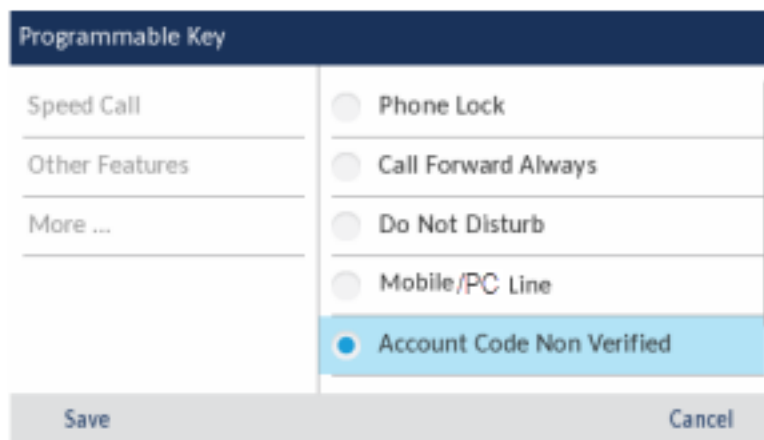 Programmable Key
Speed Call
Other Features
More ...
Phone Lock
Call Forward Always
Do Not Disturb
Mobile/PC Line
Account Code Non Verified
Save
Cancel